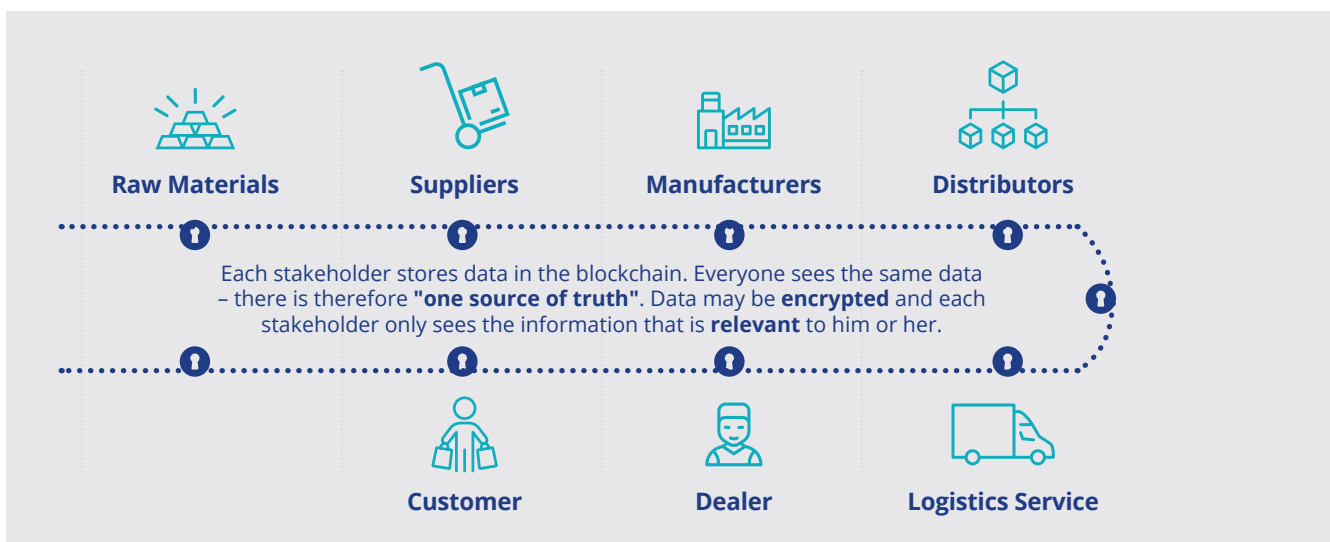 Raw Materials
Suppliers
Manufacturers
Distributors
Each stakeholder stores data in the blockchain. Everyone sees the same data
– there is therefore "one source of truth". Data may be encrypted and each
stakeholder only sees the information that is relevant to him or her.
Customer
Dealer
Logistics Service